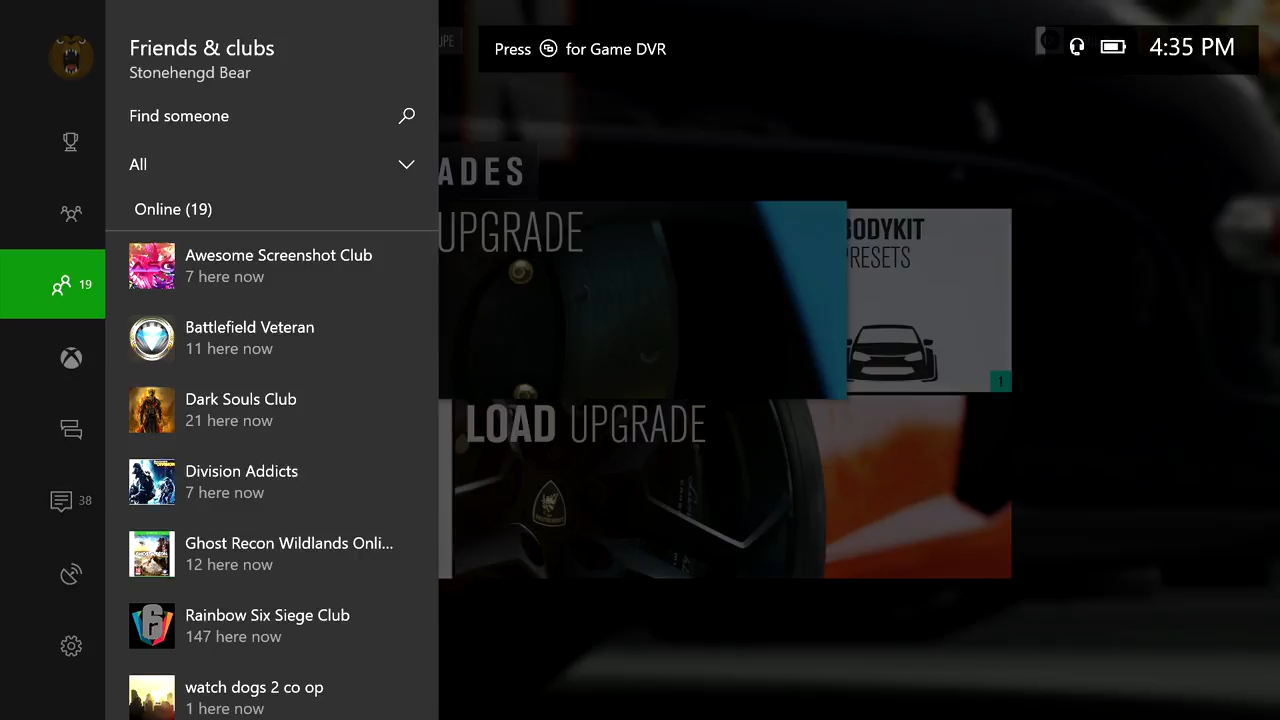 Friends & clubs
Stonehengd Bear
Find someone
All
Online (19)
Awesome Screenshot Club
7 here now
Battlefield Veteran
11 here now
Dark Souls Club
21 here now
Division Addicts
7 here now
Ghost Recon Wildlands Onli...
12 here now
Rainbow Six Siege Club
147 here now
watch dogs 2 co op
1 here now
19
38
Press for Game DVR
4:35 PM
UPE
ADES
UPGRADE
BODYKIT
PRESETS
1
LOAD UPGRADE
6